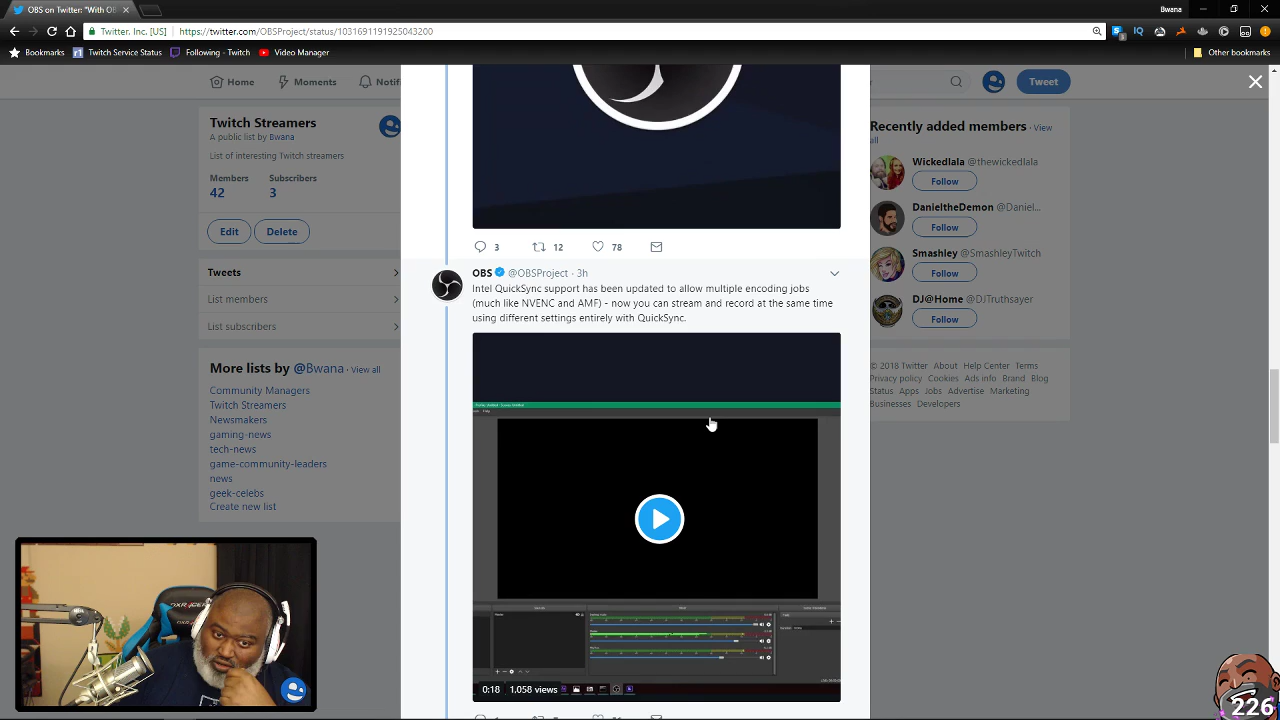 OBS on Twitter: "With OB
Bwana
Twitter, Inc. [US]
https://twitter.com/OBSProject/status/1031691191925043200
Bookmarks
Twitch Service Status
Following - Twitch
Video Manager
Other bookmarks
Home
Moments
Notifi
Tweet
Twitch Streamers
A public list by Bwana
List of interesting Twitch streamers
Members
Subscribers
42
3
Edit
Delete
Tweets
List members
List subscribers
More lists by @Bwana · View all
Community Managers
Twitch Streamers
Newsmakers
gaming-news
tech-news
game-community-leaders
news
geek-celebs
Create new list
3
12
78
OBS @OBSProject · 3h
Intel QuickSync support has been updated to allow multiple encoding jobs
(much like NVENC and AMF) - now you can stream and record at the same time
using different settings entirely with QuickSync.
0:18
1,058 views
Recently added members · View
all
Wickedlala @thewickedlala
Follow
DanieltheDemon @Daniel...
Follow
Smashley @SmashleyTwitch
Follow
DJ@Home @DJTruthsayer
Follow
© 2018 Twitter About Help Center Terms
Privacy policy Cookies Ads info Brand Blog
Status Apps Jobs Advertise Marketing
Businesses Developers
226